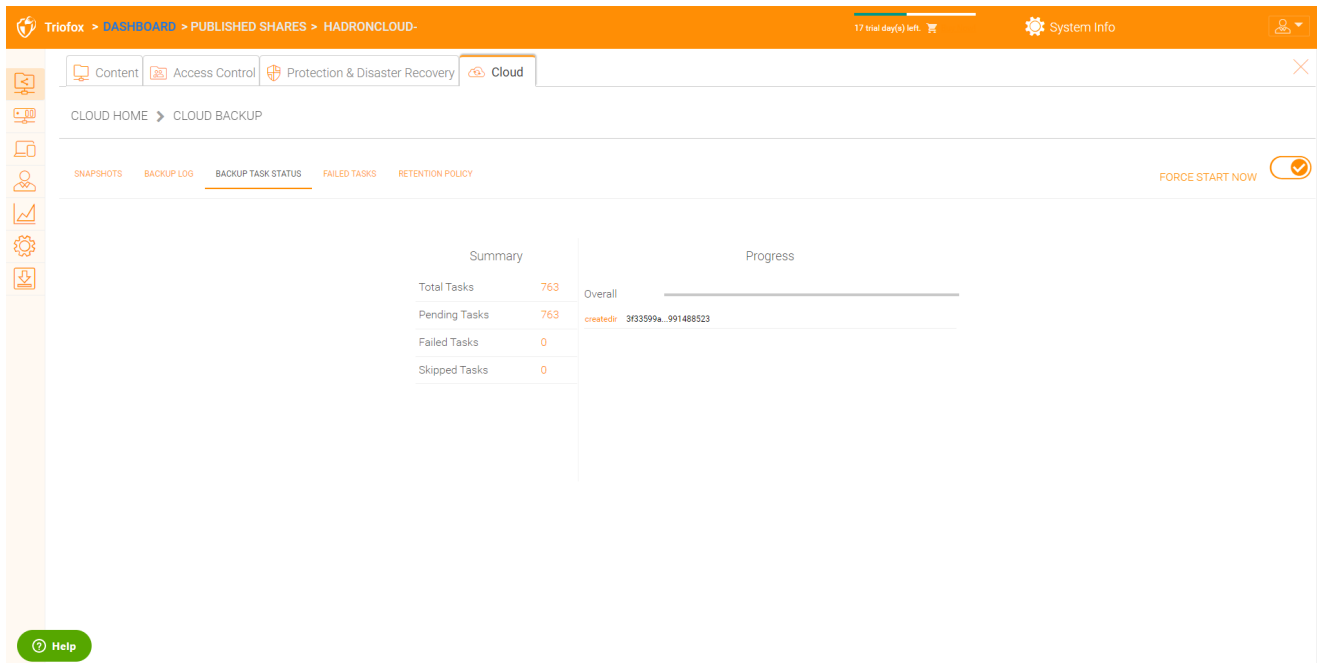 Triofox > DASHBOARD > PUBLISHED SHARES > HADRONCLOUD-
17 trial day(s) left.
System Info
Content
Access Control
Protection & Disaster Recovery
Cloud
CLOUD HOME > CLOUD BACKUP
SNAPSHOTS
BACKUP LOG
BACKUP TASK STATUS
FAILED TASKS
RETENTION POLICY
FORCE START NOW
Summary
Total Tasks 763
Pending Tasks 763
Failed Tasks 0
Skipped Tasks 0
Progress
Overall
createdir 3f33599a...991488523
Help